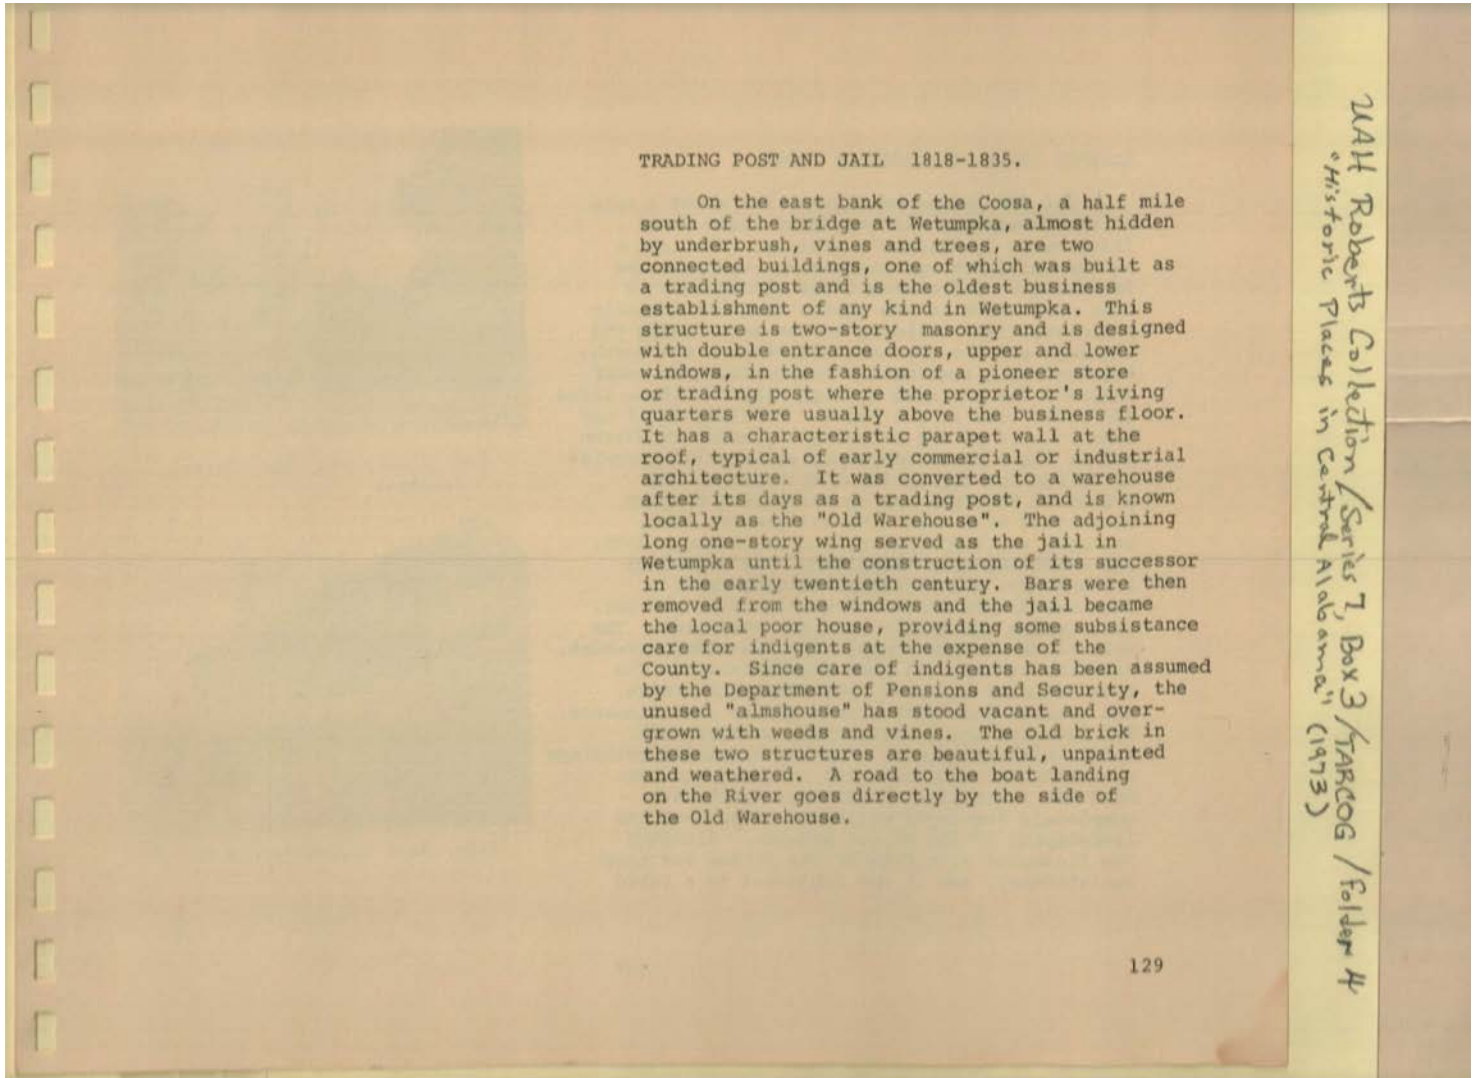 TRADING POST AND JAIL 1818-1835.
On the east bank of the Coosa, a half mile
south of the bridge at Wetumpka, almost hidden
by underbrush, vines and trees, are two
connected buildings, one of which was built as
a trading post and is the oldest business
establishment of any kind in Wetumpka. This
structure is two-story masonry and is designed
with double entrance doors, upper and lower
windows, in the fashion of a pioneer store
or trading post where the proprietor's living
quarters were usually above the business floor.
It has a characteristic parapet wall at the
roof, typical of early commercial or industrial
architecture. It was converted to a warehouse
after its days as a trading post, and is known
locally as the "Old Warehouse". The adjoining
long one-story wing served as the jail in
Wetumpka until the construction of its successor
in the early twentieth century. Bars were then
removed from the windows and the jail became
the local poor house, providing some subsistance
care for indigents at the expense of the
County. Since care of indigents has been assumed
by the Department of Pensions and Security, the
unused "almshouse" has stood vacant and over-
grown with weeds and vines. The old brick in
these two structures are beautiful, unpainted
and weathered. A road to the boat landing
on the River goes directly by the side of
the Old Warehouse.
129
UAH Roberts Collection/Series 7, Box 3/TARCOG/Folder 4
"Historic Places in Central Alabama" (1973)